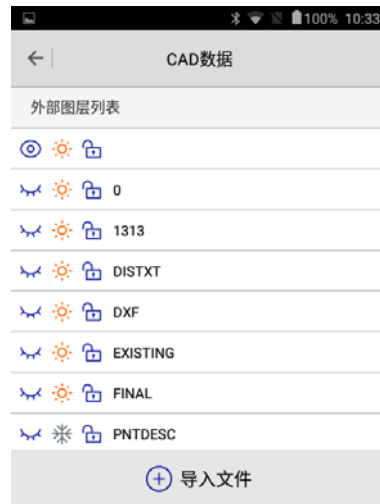 100% 10:33
CAD数据
外部图层列表
0
1313
DISTXT
DXF
EXISTING
FINAL
PNTDESC
导入文件